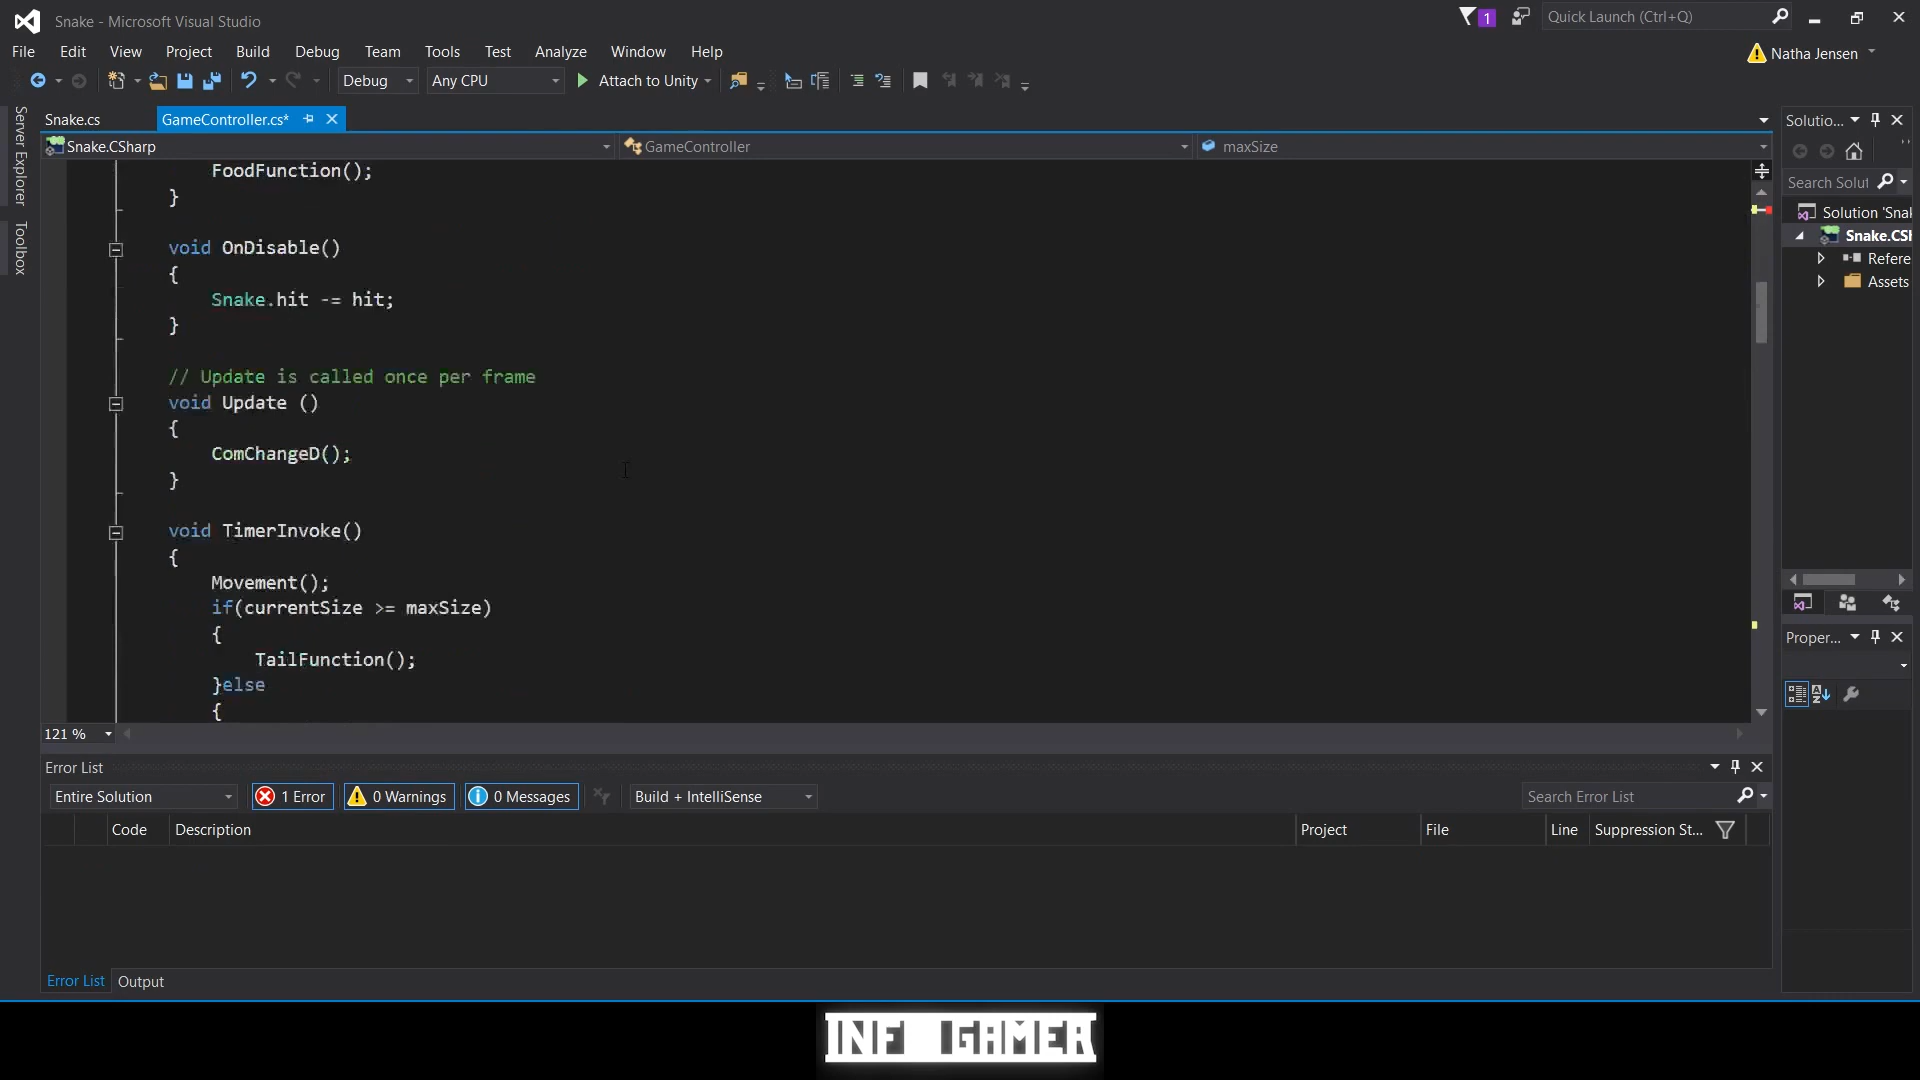 Snake - Microsoft Visual Studio
1
Quick Launch (Ctrl+Q)
File Edit View Project Build Debug Team Tools Test Analyze Window Help
Natha Jensen
Debug Any CPU Attach to Unity
Server Explorer
Toolbox
Snake.cs GameController.cs*
Snake.CSharp GameController maxSize
FoodFunction();
}
void OnDisable()
{
Snake.hit -= hit;
}
// Update is called once per frame
void Update ()
{
ComChangeD();
}
void TimerInvoke()
{
Movement();
if(currentSize >= maxSize)
{
TailFunction();
}else
{
121 %
Solutio...
Search Solut
Solution 'Snal
Snake.CSI
Refere
Assets
Proper...
Error List
Entire Solution 1 Error 0 Warnings 0 Messages Build + IntelliSense Search Error List
Code Description Project File Line Suppression St...
Error List Output
INF GAMER